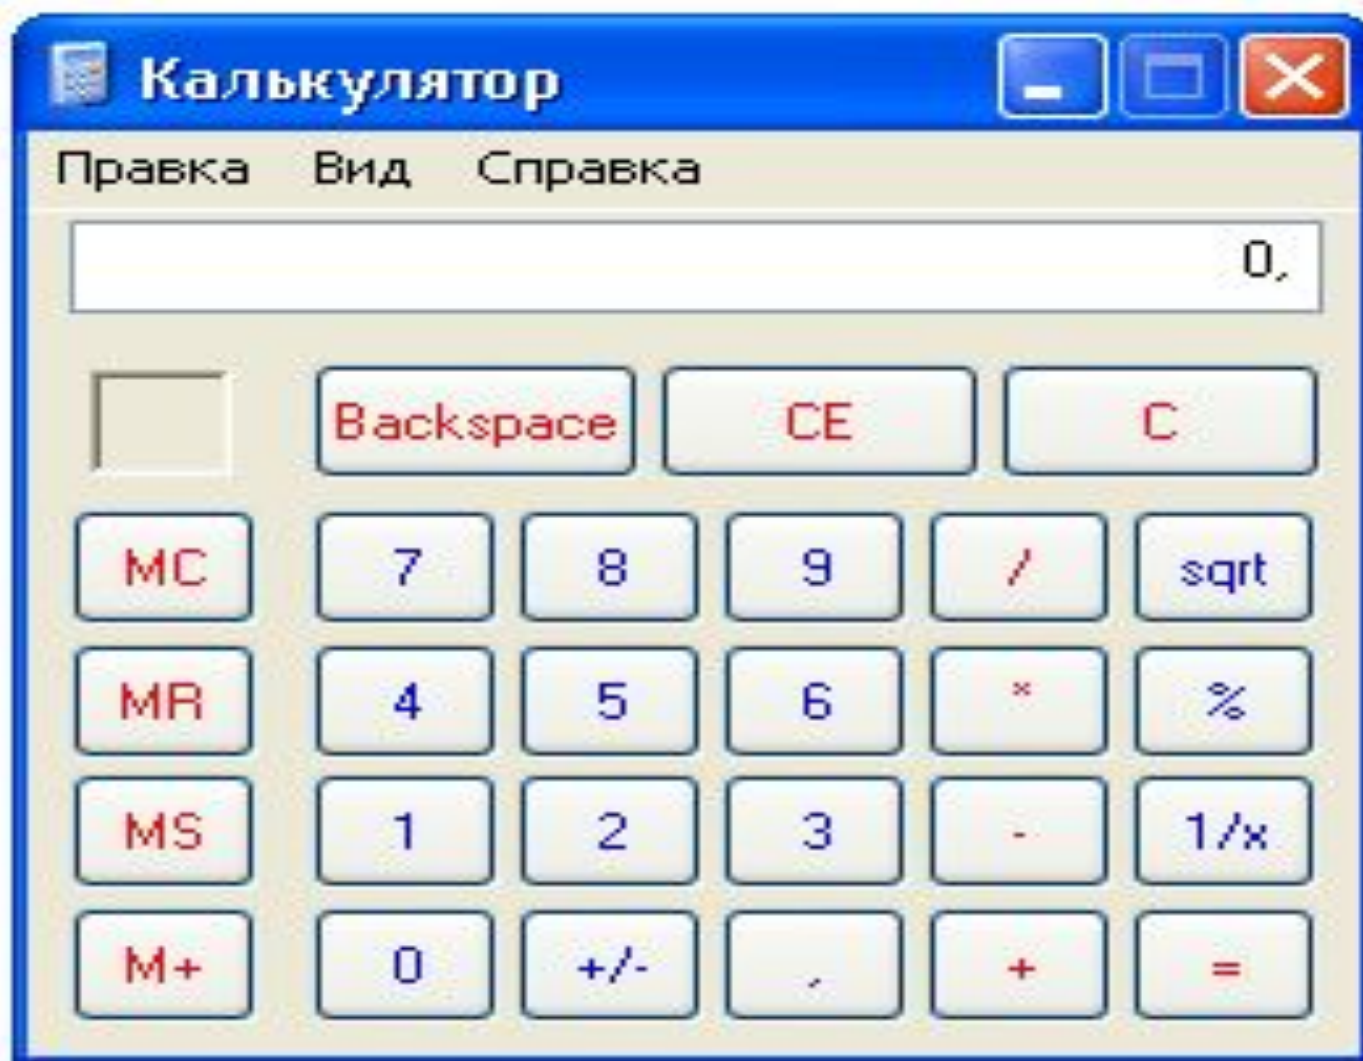 Калькулятор
Правка Вид Справка
0,
Backspace CE C
MC 7 8 9 / sqrt
MR 4 5 6 * %
MS 1 2 3 - 1/x
M+ 0 +/- , + =